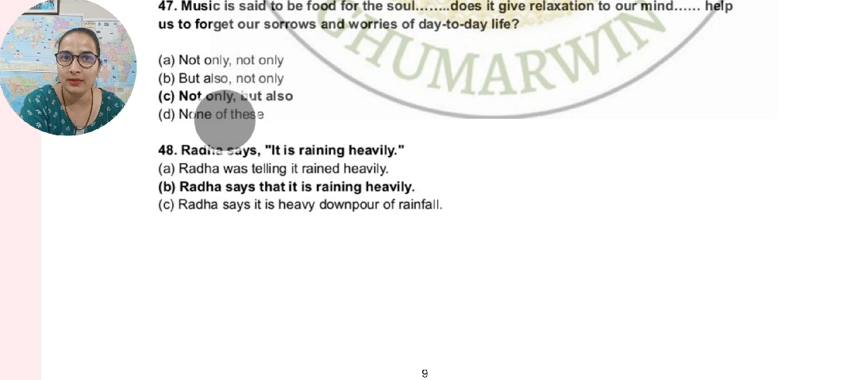 47. Music is said to be food for the soul........does it give relaxation to our mind...... help
us to forget our sorrows and worries of day-to-day life?
(a) Not only, not only
(b) But also, not only
(c) Not only, but also
(d) None of these
48. Radha says, "It is raining heavily."
(a) Radha was telling it rained heavily.
(b) Radha says that it is raining heavily.
(c) Radha says it is heavy downpour of rainfall.
GHUMARWIN
9